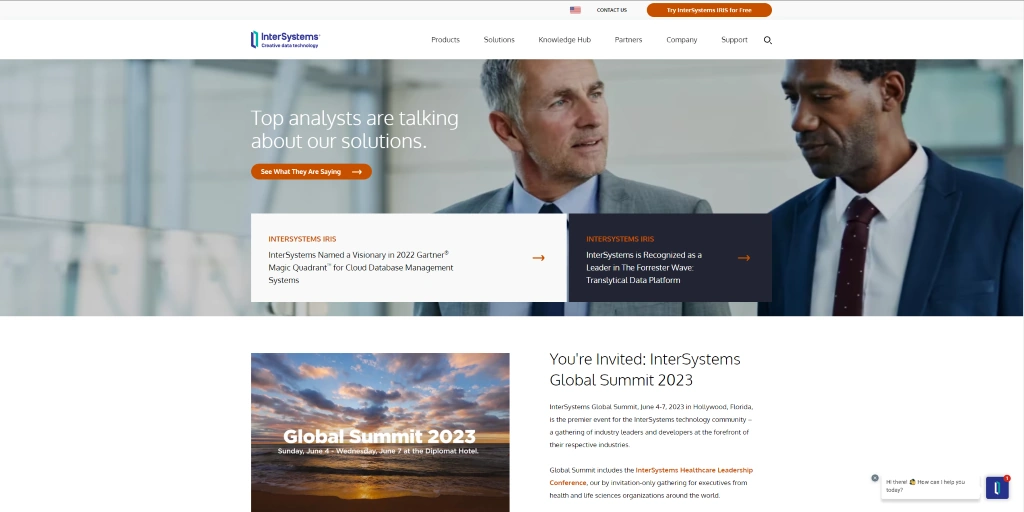 CONTACT US
Try InterSystems IRIS for Free
InterSystems®
Creative data technology
Products
Solutions
Knowledge Hub
Partners
Company
Support
Top analysts are talking
about our solutions.
See What They Are Saying
INTERSYSTEMS IRIS
InterSystems Named a Visionary in 2022 Gartner®
Magic Quadrant™ for Cloud Database Management
Systems
INTERSYSTEMS IRIS
InterSystems is Recognized as a
Leader in The Forrester Wave:
Translytical Data Platform
Global Summit 2023
Sunday, June 4 - Wednesday, June 7 at the Diplomat Hotel.
You're Invited: InterSystems
Global Summit 2023
InterSystems Global Summit, June 4-7, 2023 in Hollywood, Florida,
is the premier event for the InterSystems technology community –
a gathering of industry leaders and developers at the forefront of
their respective industries.
Global Summit includes the InterSystems Healthcare Leadership
Conference, our by invitation-only gathering for executives from
health and life sciences organizations around the world.
Hi there! 🙋 How can I help you
today?
1